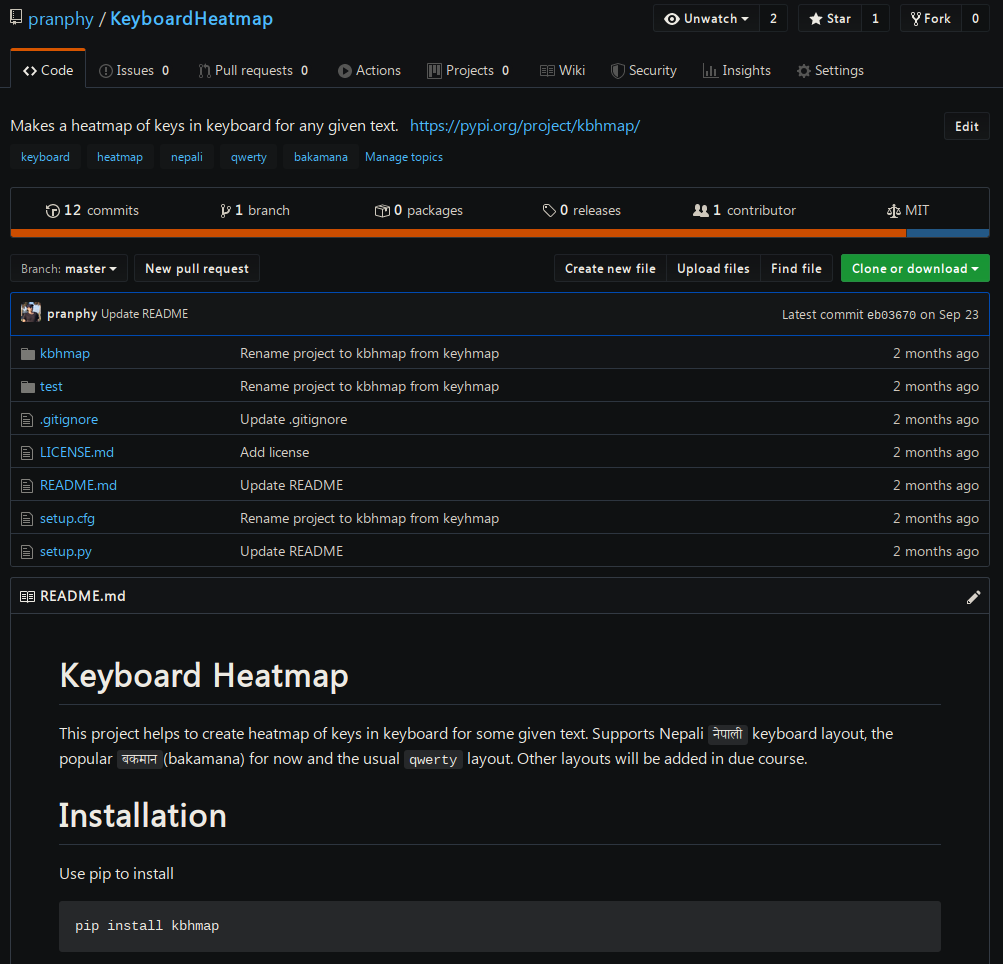 pranphy / KeyboardHeatmap Unwatch 2 Star 1 Fork 0
Code Issues 0 Pull requests 0 Actions Projects 0 Wiki Security Insights Settings
Makes a heatmap of keys in keyboard for any given text. https://pypi.org/project/kbhmap/ Edit
keyboard heatmap nepali qwerty bakamana Manage topics
12 commits 1 branch 0 packages 0 releases 1 contributor MIT
Branch: master New pull request Create new file Upload files Find file Clone or download
pranphy Update README Latest commit eb03670 on Sep 23
kbhmap Rename project to kbhmap from keyhmap 2 months ago
test Rename project to kbhmap from keyhmap 2 months ago
.gitignore Update .gitignore 2 months ago
LICENSE.md Add license 2 months ago
README.md Update README 2 months ago
setup.cfg Rename project to kbhmap from keyhmap 2 months ago
setup.py Update README 2 months ago
README.md
Keyboard Heatmap
This project helps to create heatmap of keys in keyboard for some given text. Supports Nepali नेपाली keyboard layout, the
popular बकमान (bakamana) for now and the usual qwerty layout. Other layouts will be added in due course.
Installation
Use pip to install
pip install kbhmap